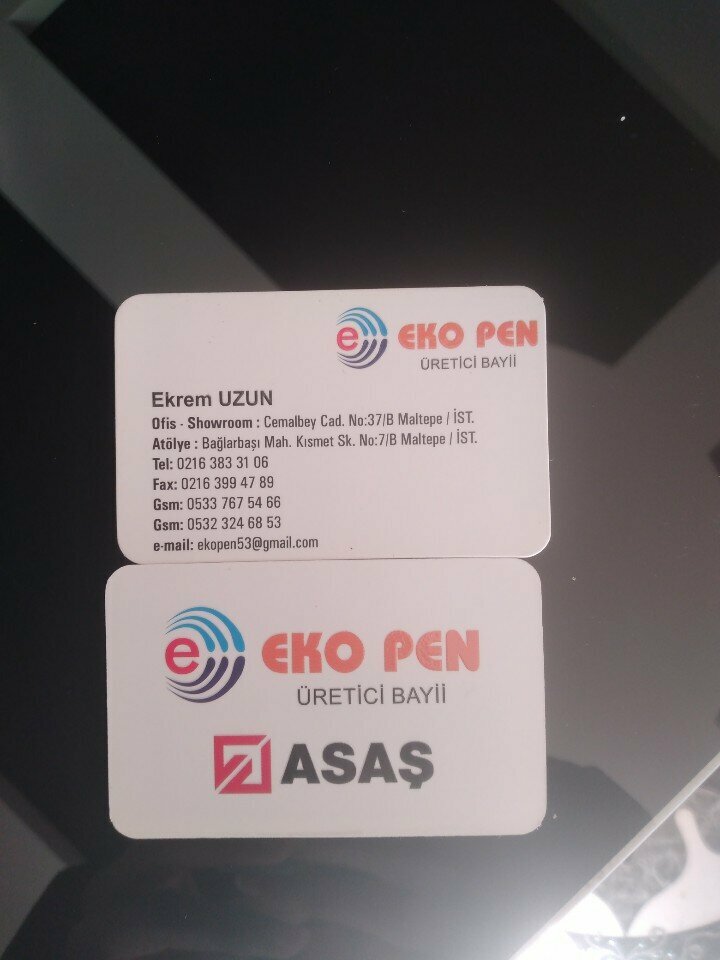 e EKO PEN
ÜRETİCİ BAYİİ
Ekrem UZUN
Ofis - Showroom : Cemalbey Cad. No:37/B Maltepe / İST.
Atölye : Bağlarbaşı Mah. Kısmet Sk. No:7/B Maltepe / İST.
Tel: 0216 383 31 06
Fax: 0216 399 47 89
Gsm: 0533 767 54 66
Gsm: 0532 324 68 53
e-mail: ekopen53@gmail.com
e EKO PEN
ÜRETİCİ BAYİİ
ASAŞ